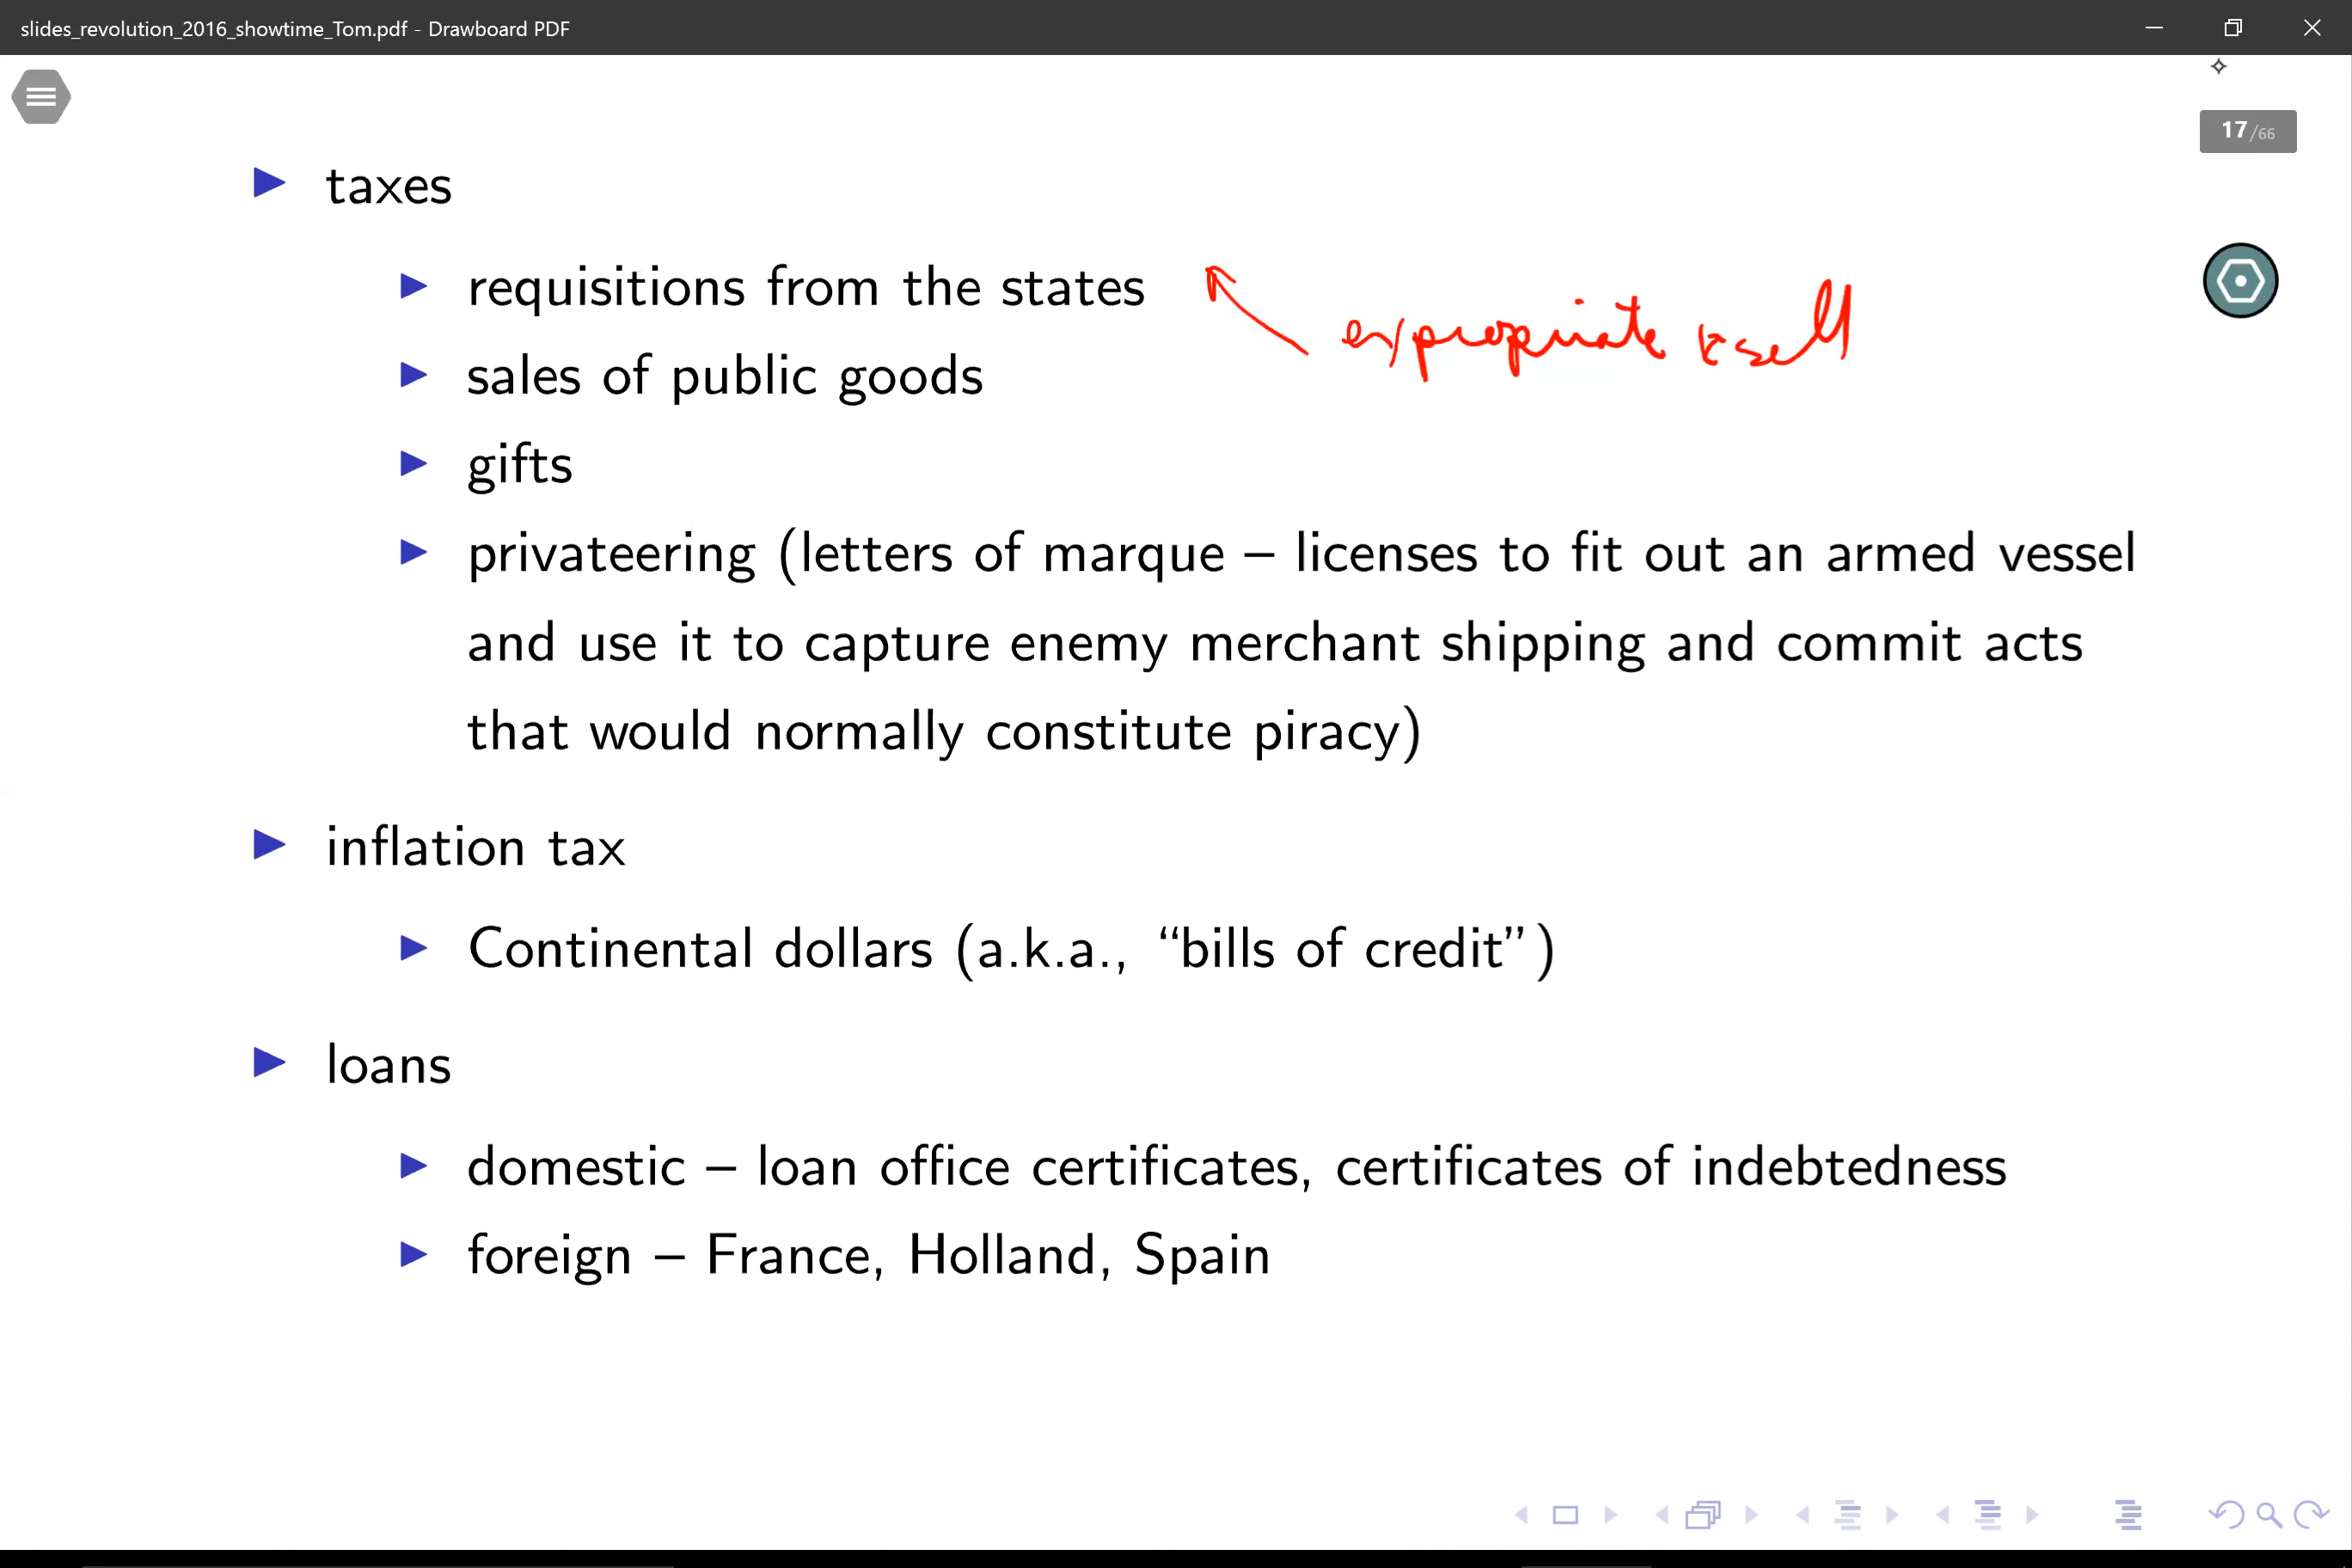 slides_revolution_2016_showtime_Tom.pdf - Drawboard PDF
17/66
taxes
requisitions from the states
expropriate itself
sales of public goods
gifts
privateering (letters of marque – licenses to fit out an armed vessel
and use it to capture enemy merchant shipping and commit acts
that would normally constitute piracy)
inflation tax
Continental dollars (a.k.a., “bills of credit”)
loans
domestic – loan office certificates, certificates of indebtedness
foreign – France, Holland, Spain